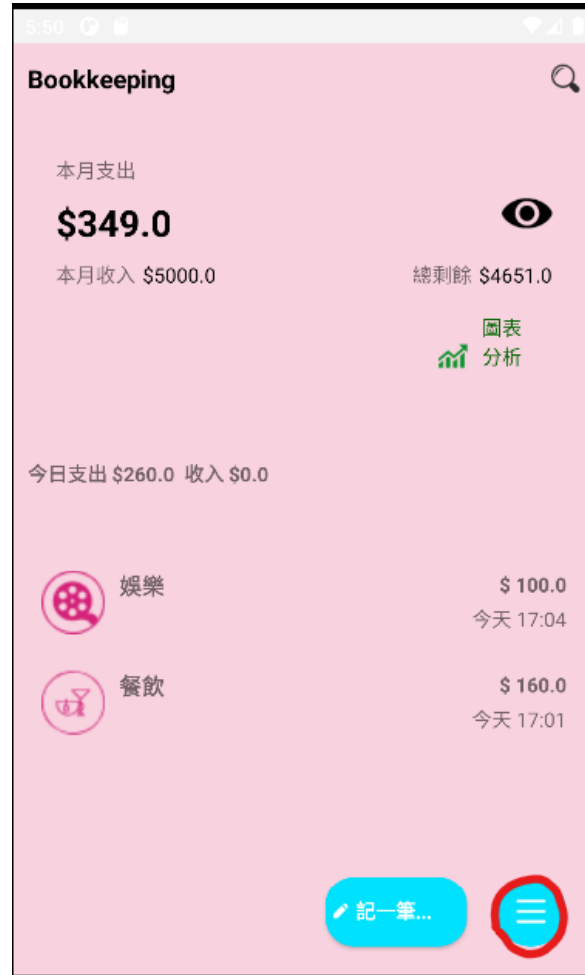 5:50
Bookkeeping
本月支出
$349.0
本月收入 $5000.0 總剩餘 $4651.0
圖表
分析
今日支出 $260.0 收入 $0.0
娛樂 $ 100.0
今天 17:04
餐飲 $ 160.0
今天 17:01
記一筆...